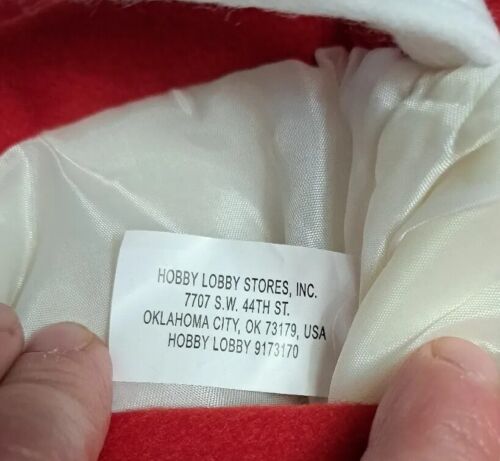 HOBBY LOBBY STORES, INC.
7707 S.W. 44TH ST.
OKLAHOMA CITY, OK 73179, USA
HOBBY LOBBY 9173170